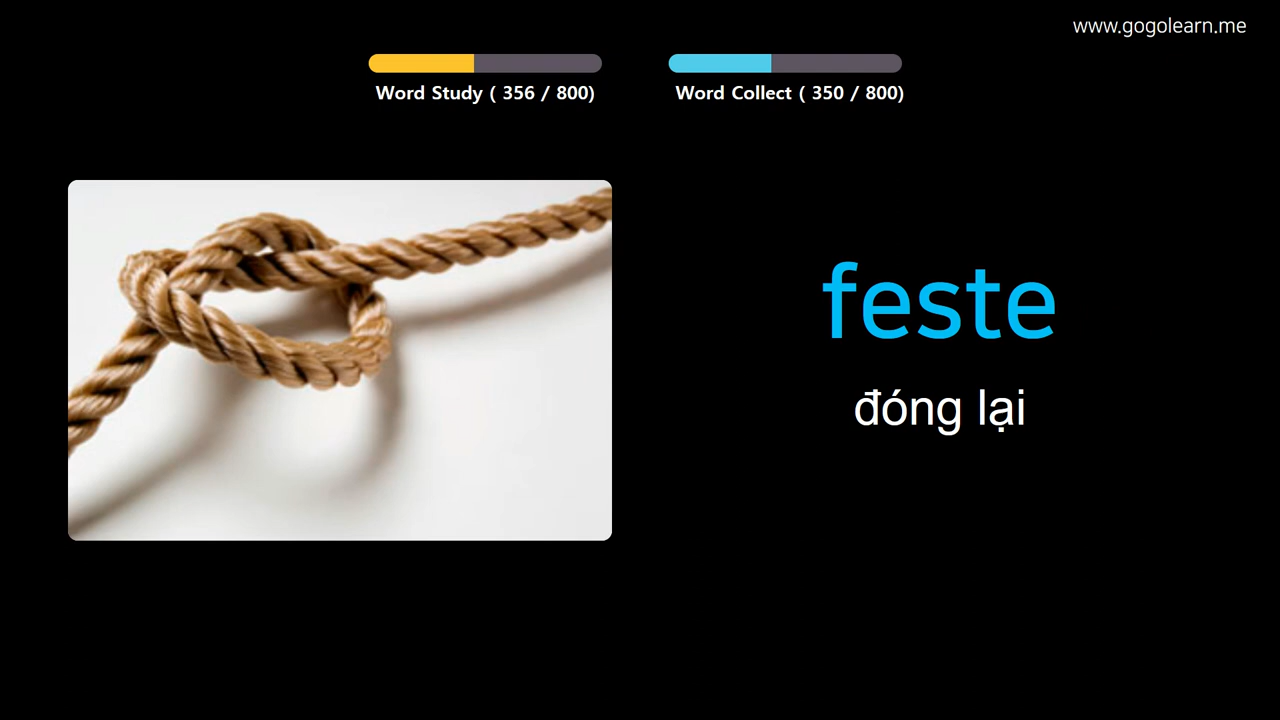 www.gogolearn.me
Word Study ( 356 / 800)
Word Collect ( 350 / 800)
feste
đóng lại